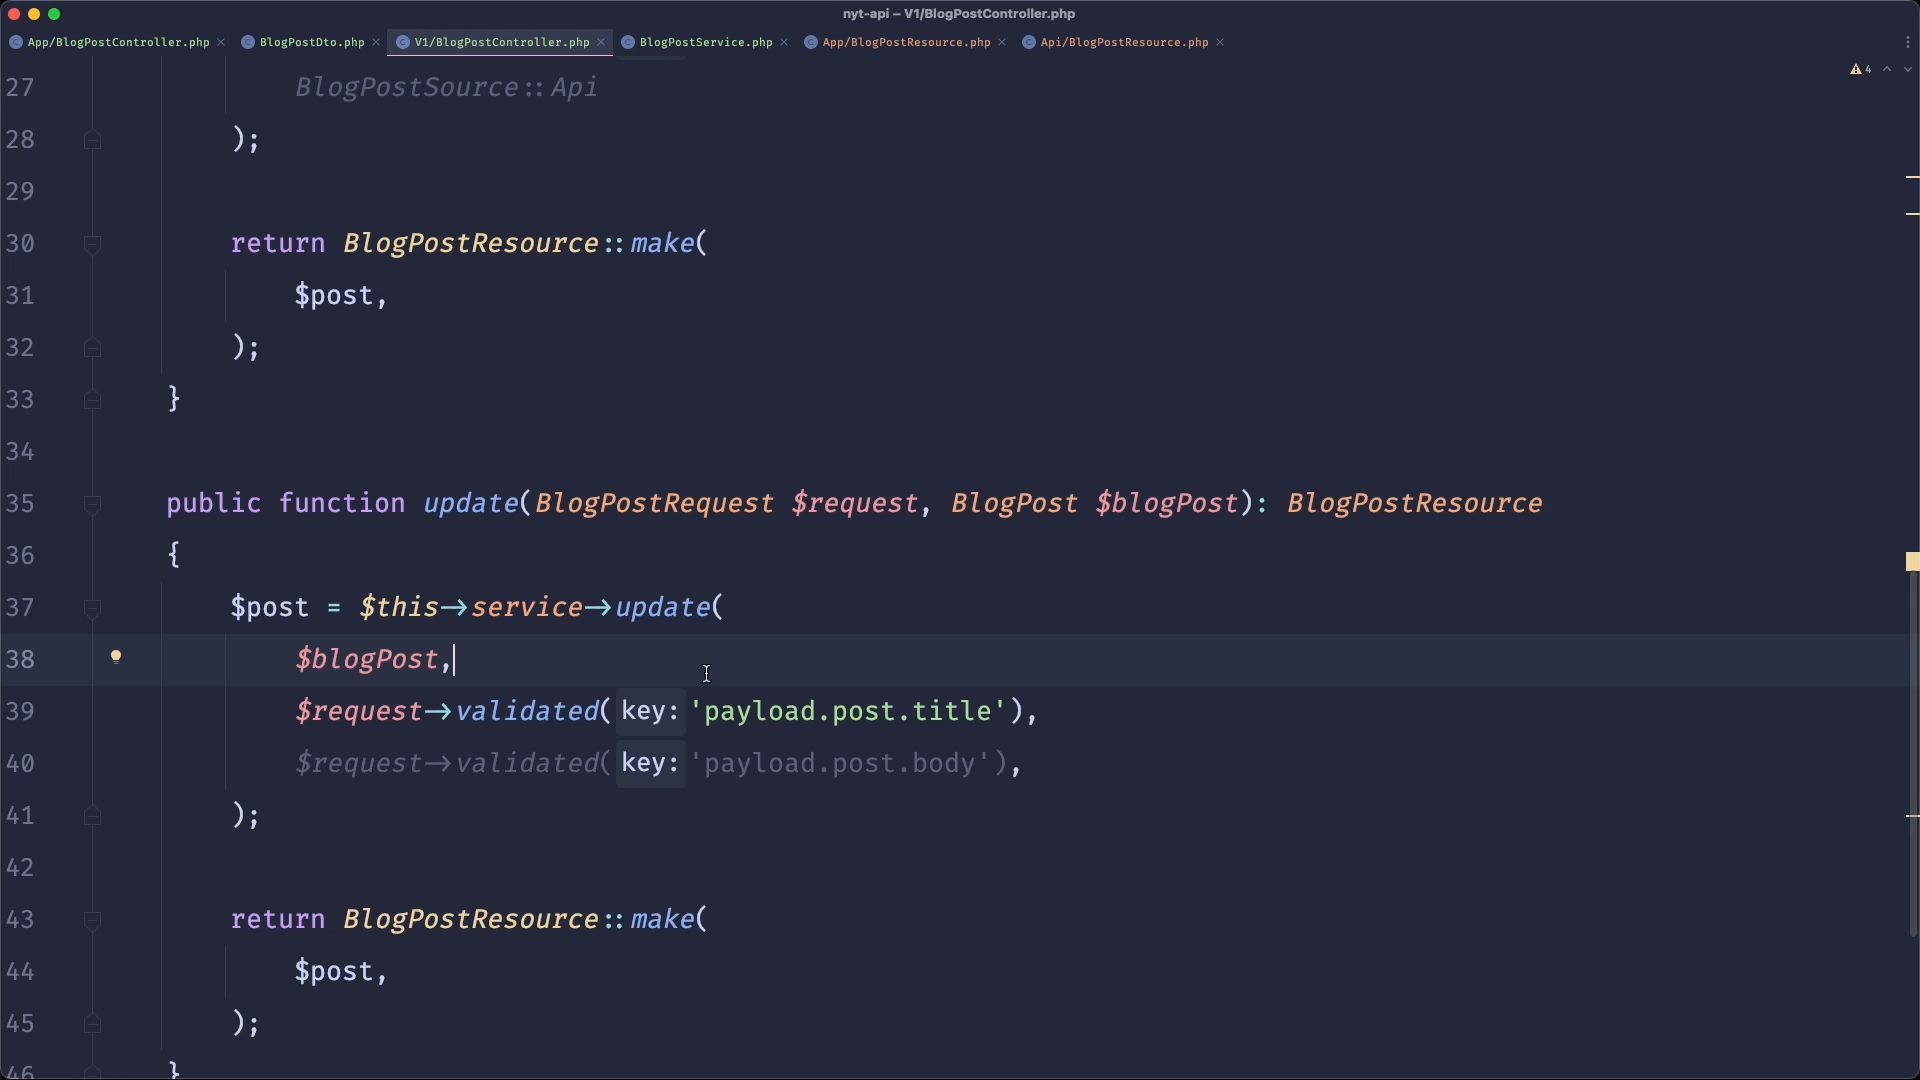 nyt-api – V1/BlogPostController.php
App/BlogPostController.php × BlogPostDto.php × V1/BlogPostController.php × BlogPostService.php × App/BlogPostResource.php × Api/BlogPostResource.php ×
4
27 BlogPostSource::Api
28 );
29
30 return BlogPostResource::make(
31 $post,
32 );
33 }
34
35 public function update(BlogPostRequest $request, BlogPost $blogPost): BlogPostResource
36 {
37 $post = $this->service->update(
38 $blogPost,
39 $request->validated( key: 'payload.post.title'),
40 $request->validated( key: 'payload.post.body'),
41 );
42
43 return BlogPostResource::make(
44 $post,
45 );
46 }